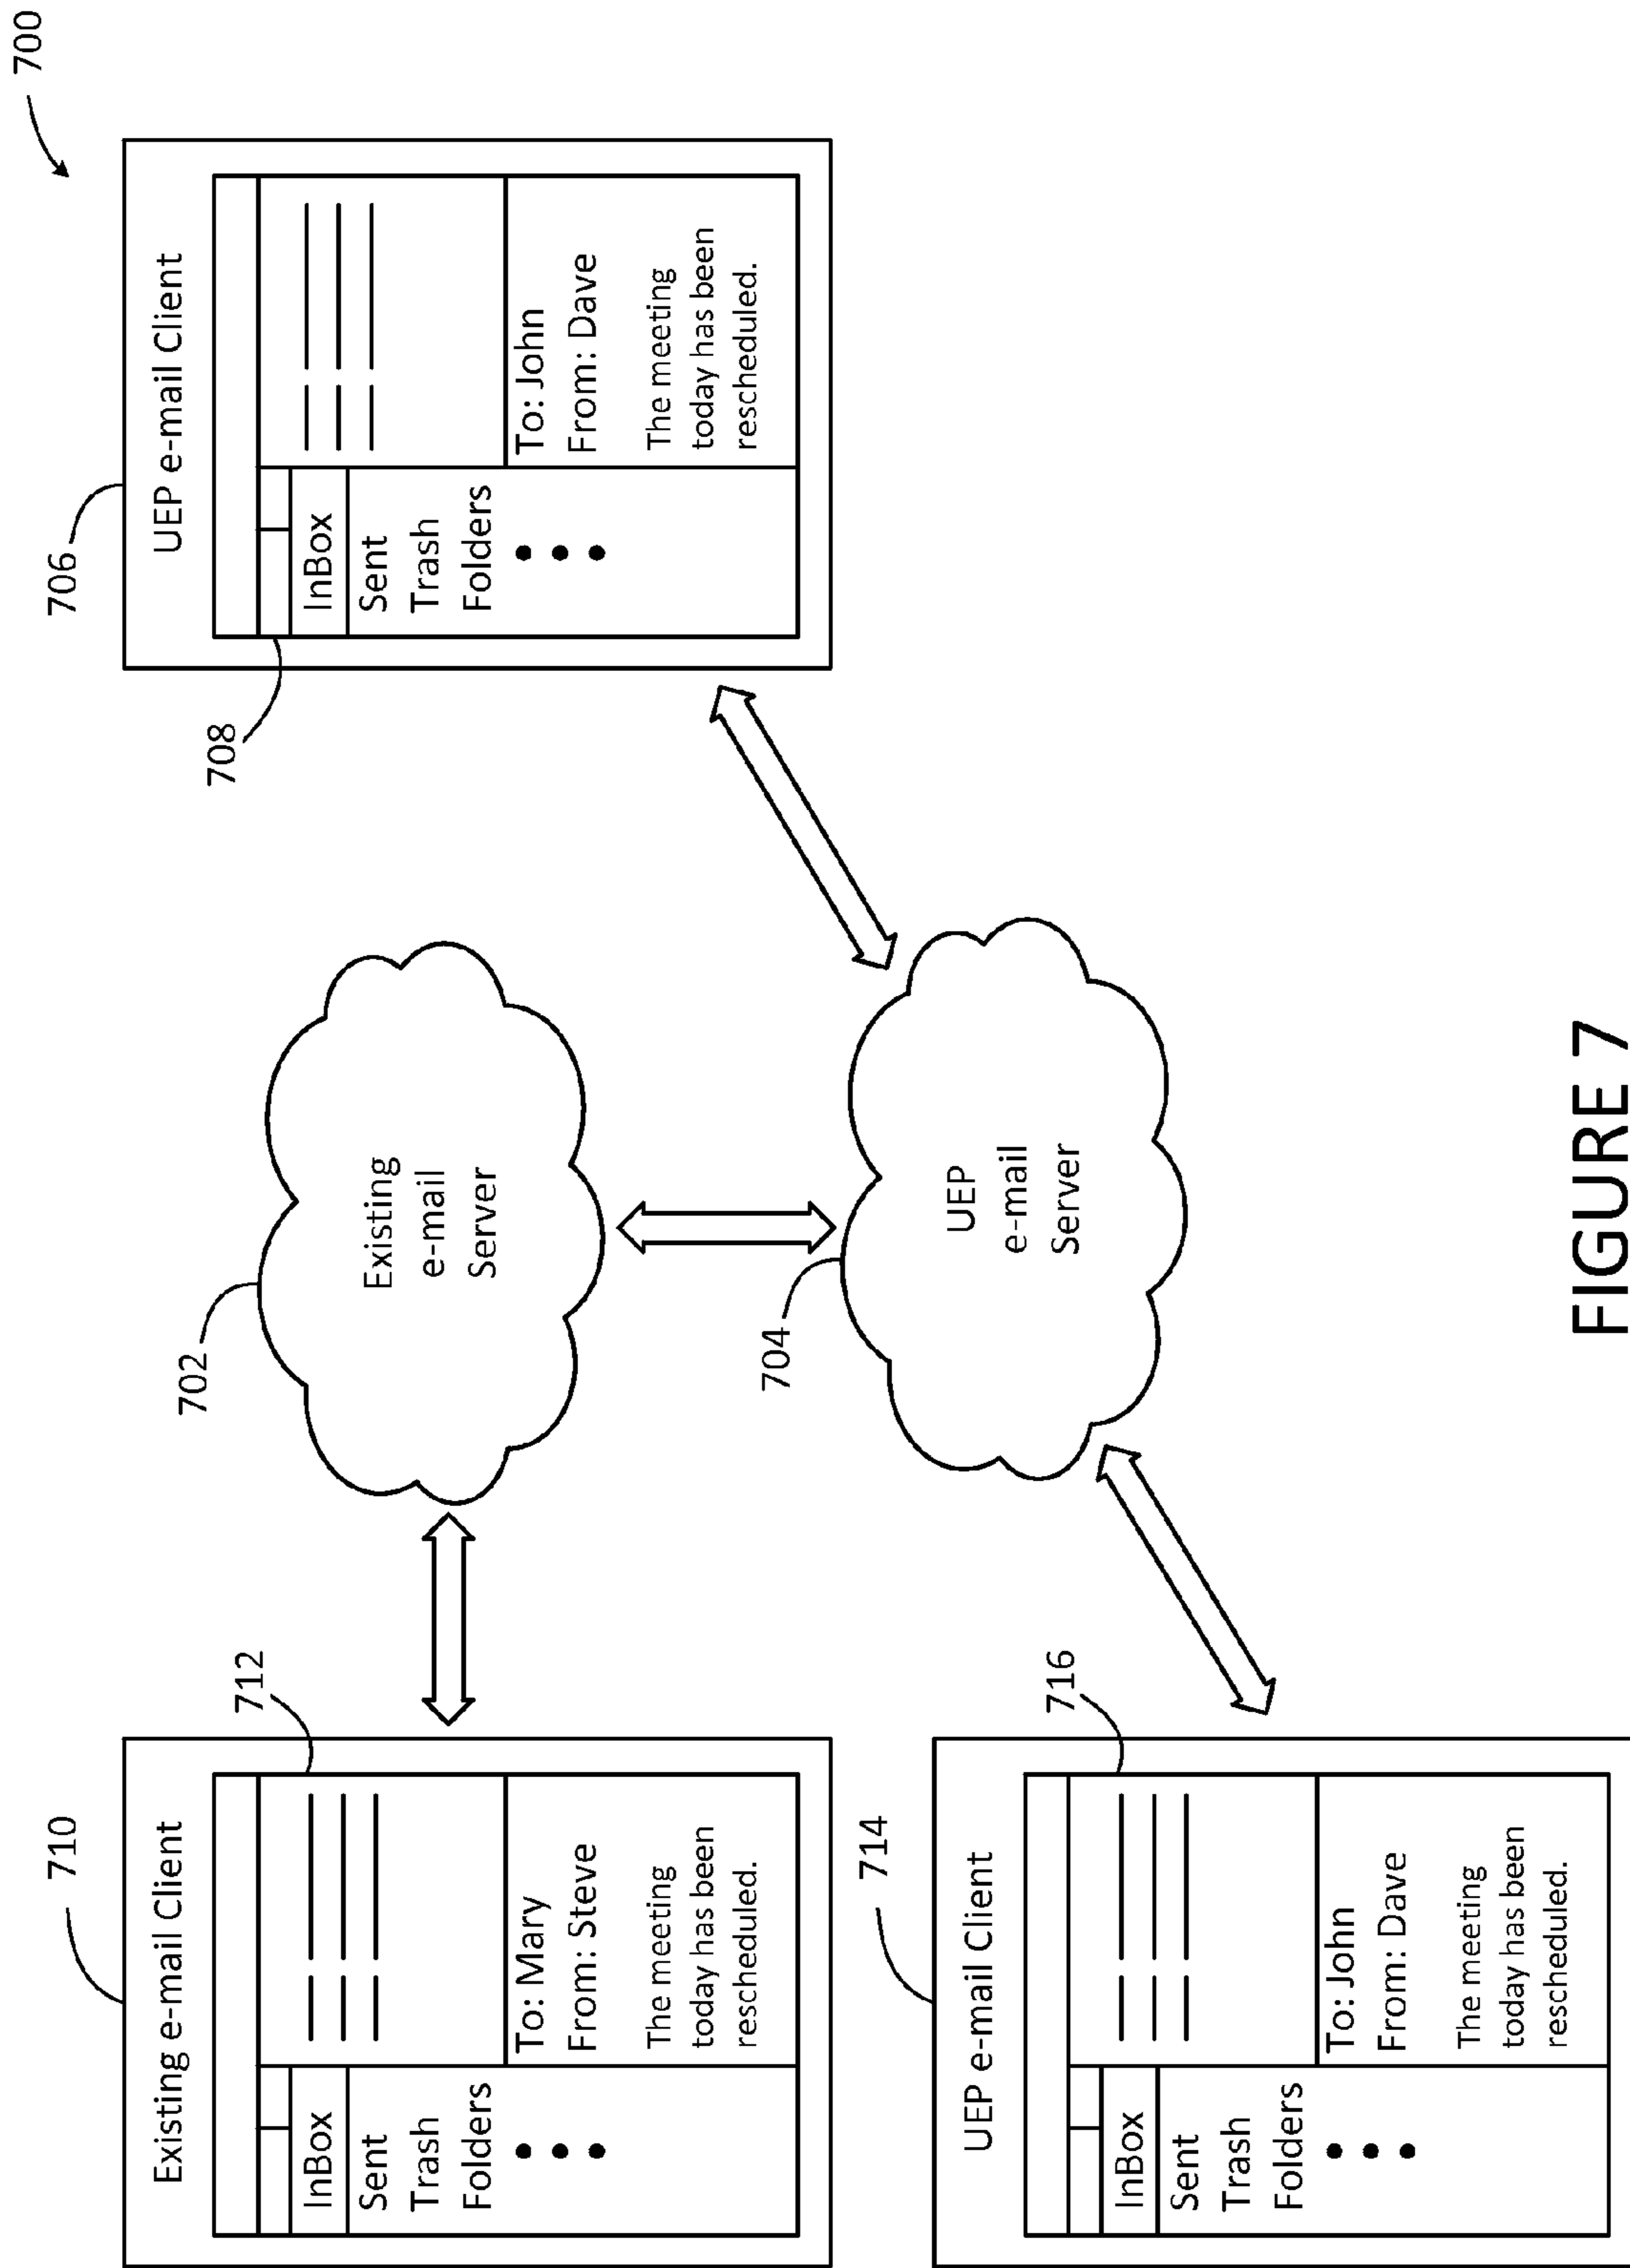 700
710
Existing e-mail Client
712
InBox
Sent
Trash
Folders
To: Mary
From: Steve
The meeting
today has been
rescheduled.
702
Existing
e-mail
Server
706
UEP e-mail Client
708
InBox
Sent
Trash
Folders
To: John
From: Dave
The meeting
today has been
rescheduled.
714
UEP e-mail Client
716
InBox
Sent
Trash
Folders
To: John
From: Dave
The meeting
today has been
rescheduled.
704
UEP
e-mail
Server
FIGURE 7